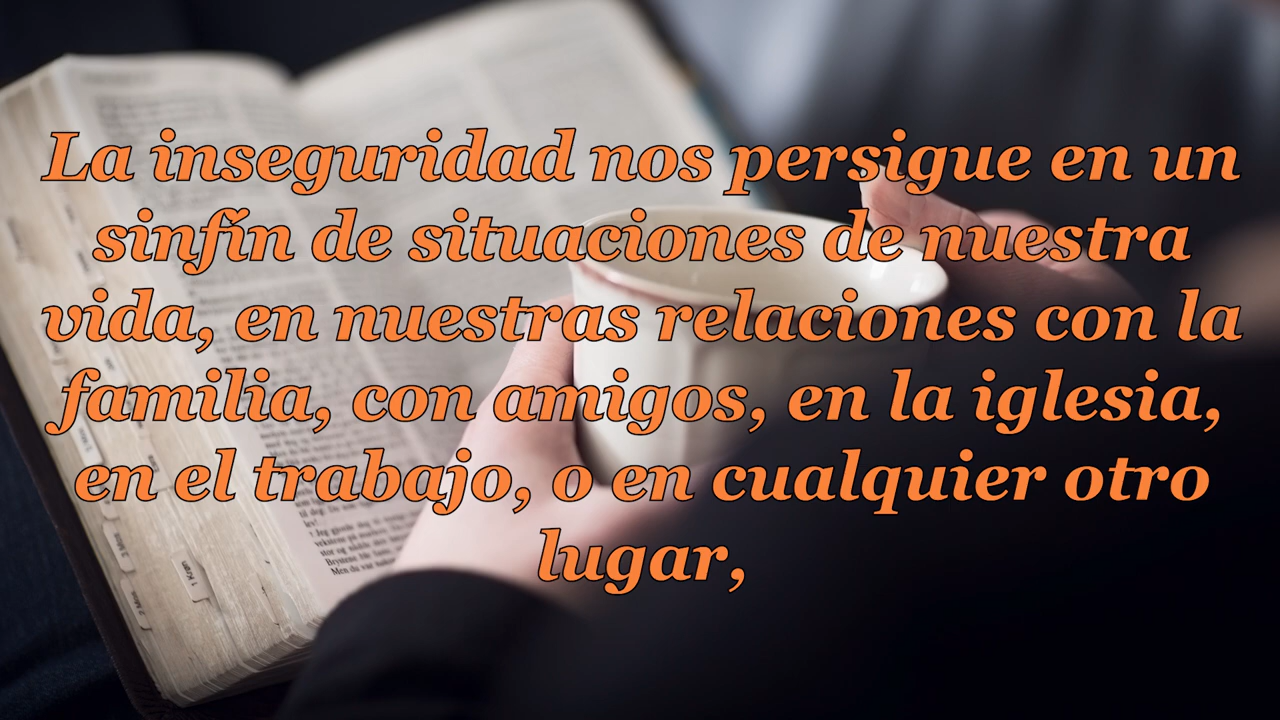 La inseguridad nos persigue en un
sinfín de situaciones de nuestra
vida, en nuestras relaciones con la
familia, con amigos, en la iglesia,
en el trabajo, o en cualquier otro
lugar,